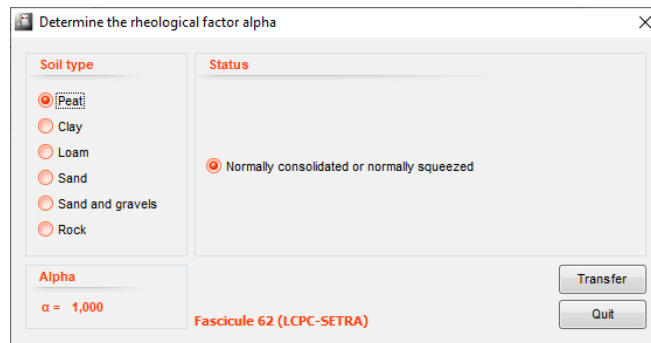 Determine the rheological factor alpha
Soil type
Peat
Clay
Loam
Sand
Sand and gravels
Rock
Status
Normally consolidated or normally squeezed
Alpha
α = 1,000
Fascicule 62 (LCPC-SETRA)
Transfer
Quit